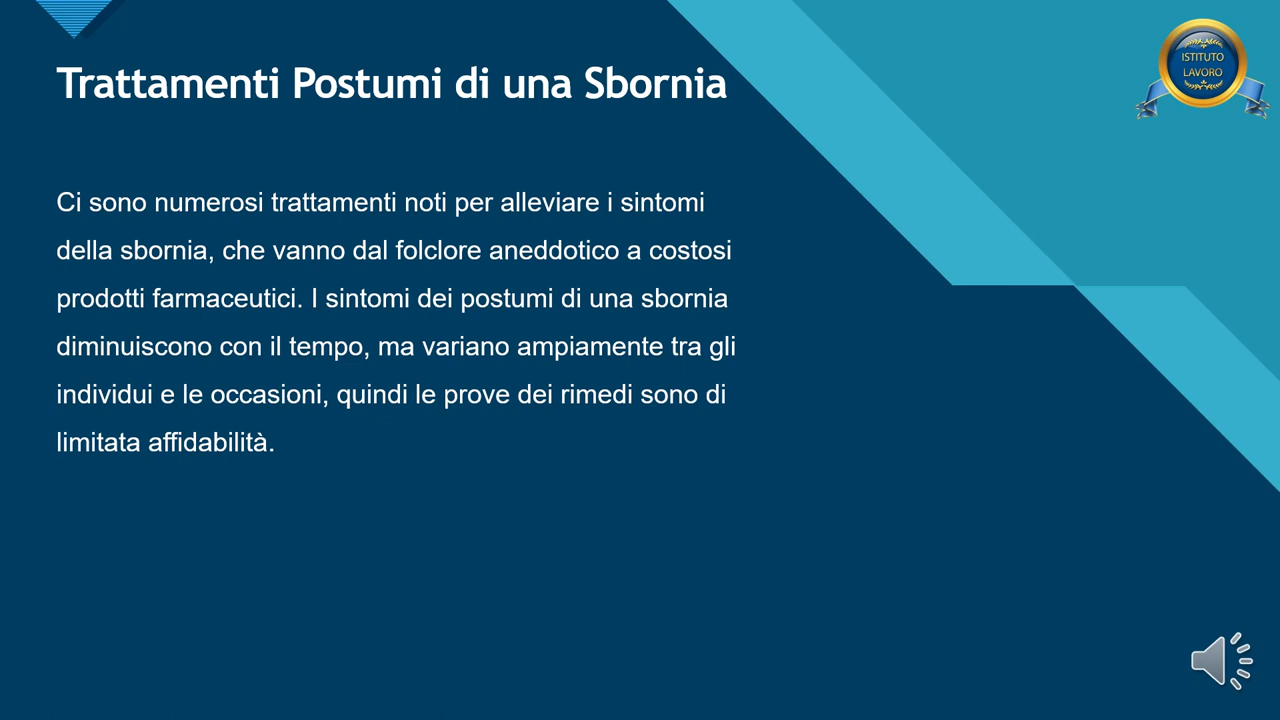 Trattamenti Postumi di una Sbornia
ISTITUTO
LAVORO
Ci sono numerosi trattamenti noti per alleviare i sintomi
della sbornia, che vanno dal folclore aneddotico a costosi
prodotti farmaceutici. I sintomi dei postumi di una sbornia
diminuiscono con il tempo, ma variano ampiamente tra gli
individui e le occasioni, quindi le prove dei rimedi sono di
limitata affidabilità.